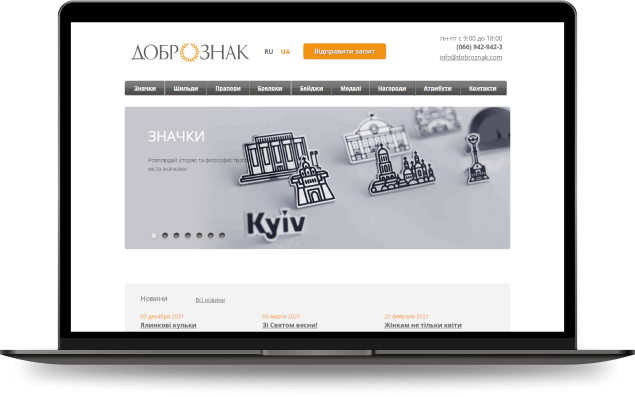 ДОБРОЗНАК
RU UA
Відправити запит
пн-пт с 9:00 до 18:00
(066) 942-942-3
info@dobroznak.com
Значки Шильди Прапори Брелоки Бейджи Медалі Нагороди Атрибути Контакти
ЗНАЧКИ
Розповідай історію та філософію твого
міста значками
Kyiv
Новини Всі новини
03 декабря 2021 05 марта 2021 22 февраля 2021
Ялинкові кульки Зі Святом весни! Жінкам не тільки квіти